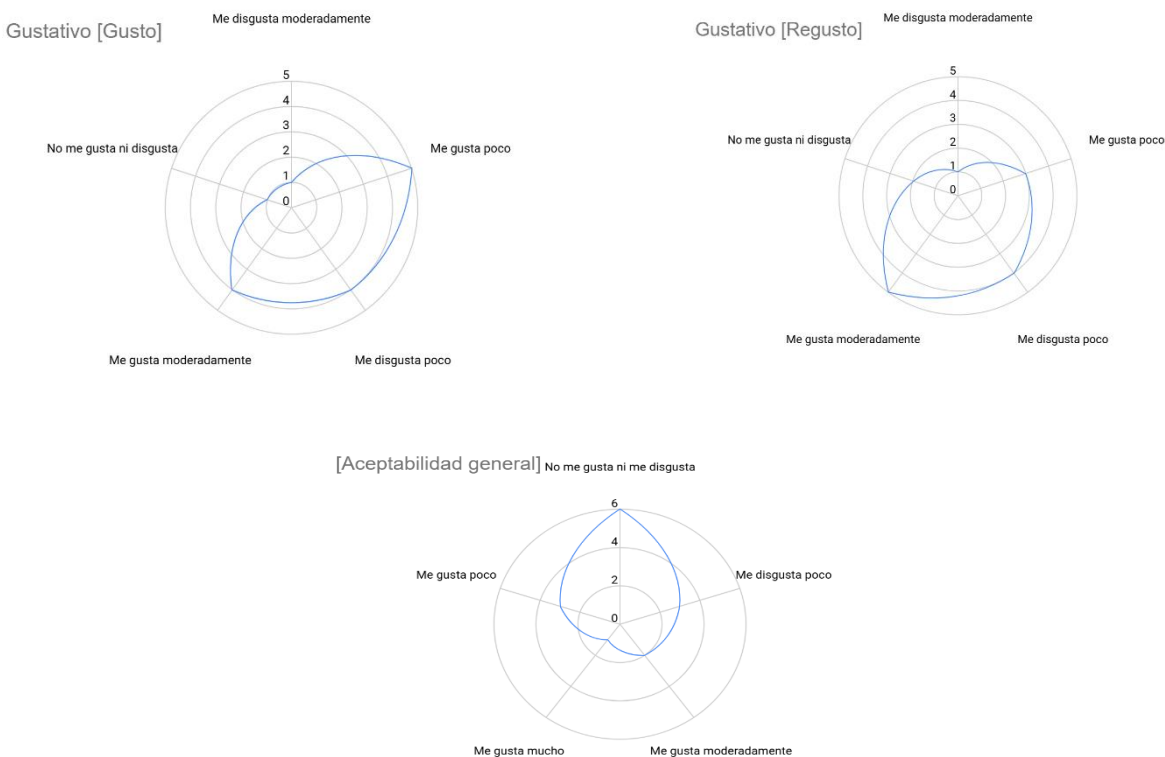 Gustativo [Gusto]
Me disgusta moderadamente
5
4
3
2
1
0
No me gusta ni disgusta
Me gusta poco
Me gusta moderadamente
Me disgusta poco
Gustativo [Regusto]
Me disgusta moderadamente
5
4
3
2
1
0
No me gusta ni disgusta
Me gusta poco
Me gusta moderadamente
Me disgusta poco
[Aceptabilidad general]
No me gusta ni me disgusta
6
4
2
0
Me gusta poco
Me disgusta poco
Me gusta mucho
Me gusta moderadamente